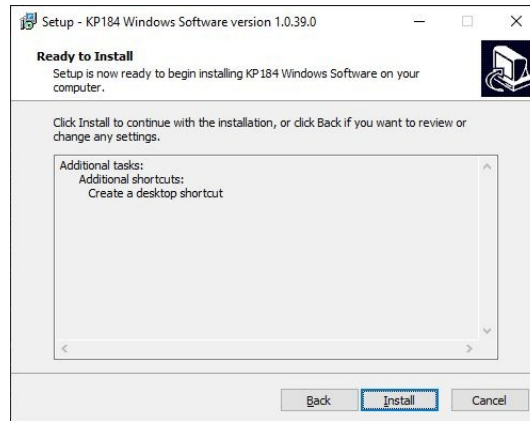 Setup - KP184 Windows Software version 1.0.39.0
Ready to Install
Setup is now ready to begin installing KP184 Windows Software on your
computer.
Click Install to continue with the installation, or click Back if you want to review or
change any settings.
Additional tasks:
Additional shortcuts:
Create a desktop shortcut
Back
Install
Cancel